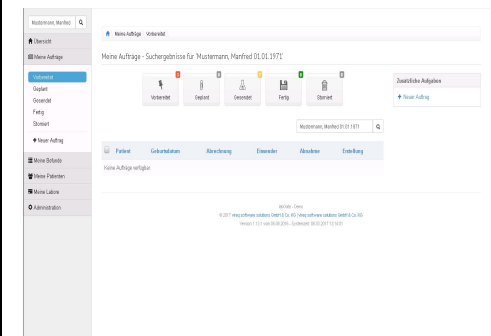 Mustermann, Manfred
Übersicht
Meine Aufträge
Vorbereitet
Geplant
Gesendet
Fertig
Storniert
Neuer Auftrag
Meine Befunde
Meine Patienten
Meine Labore
Administration
Meine Aufträge Vorbereitet
Meine Aufträge - Suchergebnisse für 'Mustermann, Manfred 01.01.1971'
Vorbereitet
Geplant
Gesendet
Fertig
Storniert
Zusätzliche Aufgaben
Neuer Auftrag
Mustermann, Manfred 01.01.1971
Patient Geburtsdatum Abrechnung Einsender Abnahme Erstellung
Keine Aufträge verfügbar